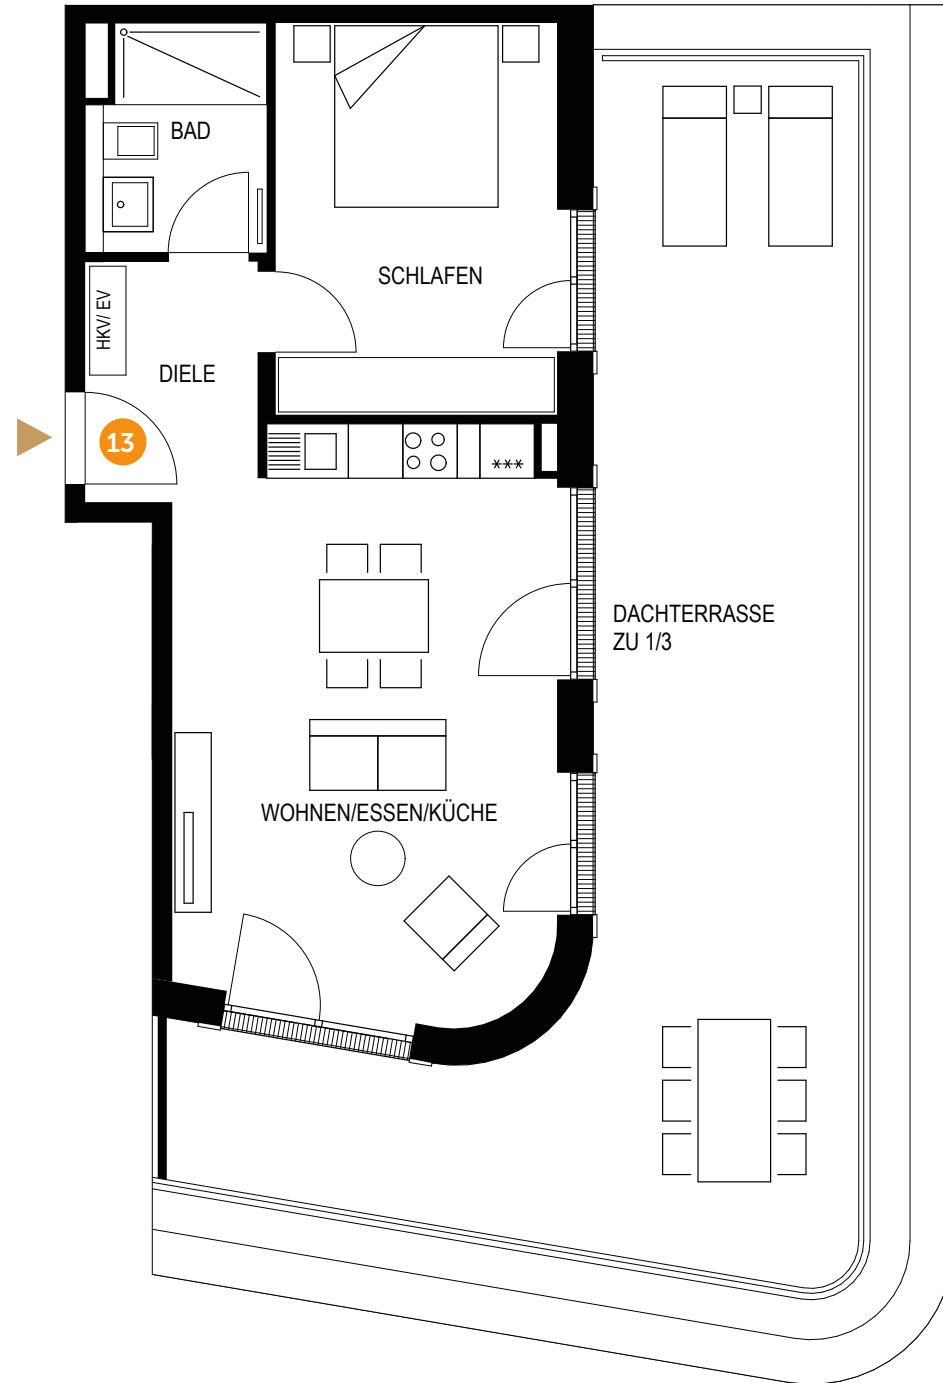 BAD
SCHLAFEN
HKV/ EV
DIELE
13
***
DACHTERRASSE
ZU 1/3
WOHNEN/ESSEN/KÜCHE